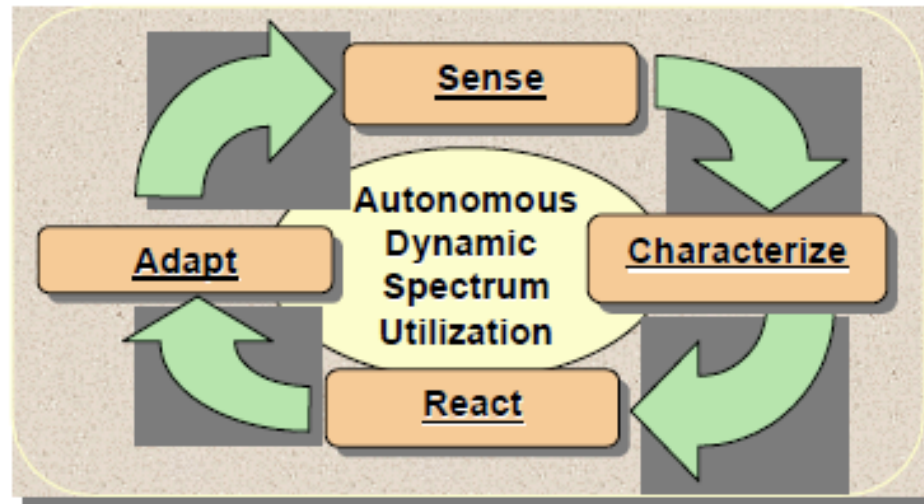 Sense
Autonomous
Dynamic
Spectrum
Utilization
Characterize
Adapt
React